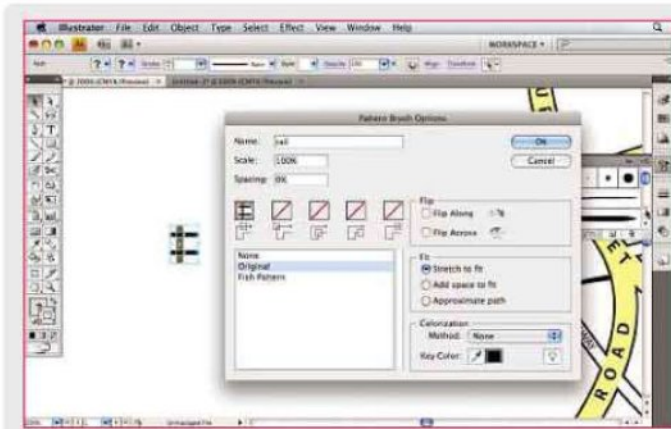 Illustrator File Edit Object Type Select Effect View Window Help
WORKSPACE
Pattern Brush Options
Name: rail
OK
Scale: 100%
Cancel
Spacing: 0%
Flip
Flip Along
Flip Across
None
Original
Fish Pattern
Fit
Stretch to fit
Add space to fit
Approximate path
Colorization
Method: None
Key Color:
ROAD